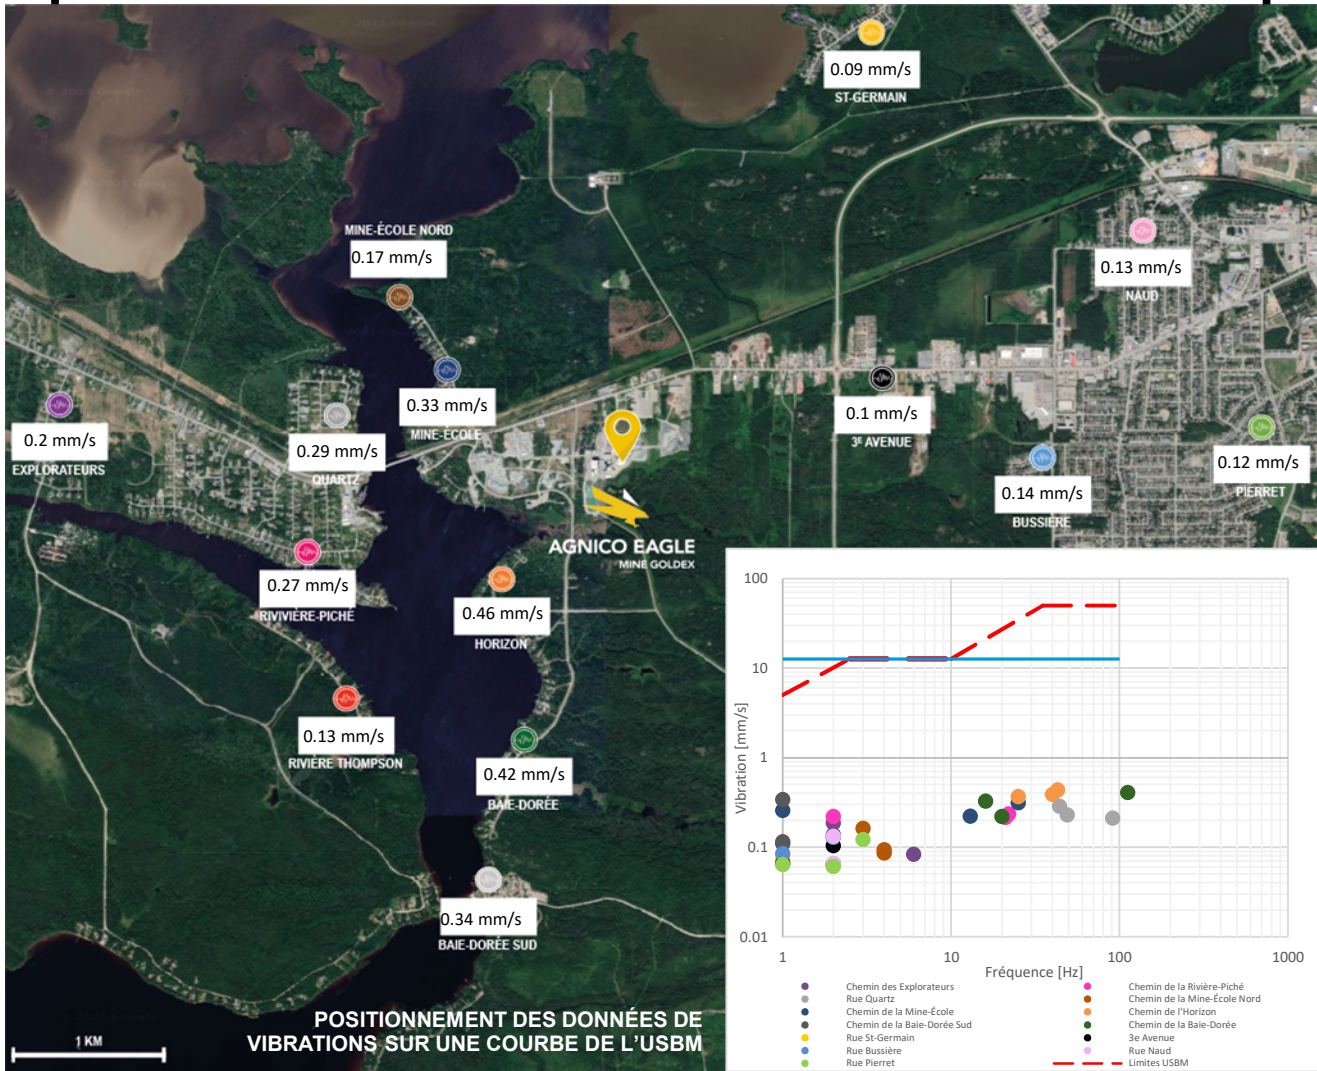 0.09 mm/s
ST-GERMAIN
MINE-ÉCOLE NORD
0.17 mm/s
0.13 mm/s
NAUD
0.33 mm/s
MINE-ÉCOLE
0.2 mm/s
EXPLORATEURS
0.29 mm/s
QUARTZ
0.1 mm/s
3E AVENUE
0.12 mm/s
PIERRET
0.14 mm/s
BUSSIÈRE
AGNICO EAGLE
MINE GOLDEX
0.27 mm/s
RIVIVIÈRE-PICHÉ
0.46 mm/s
HORIZON
0.13 mm/s
RIVIÈRE THOMPSON
0.42 mm/s
BAIE-DORÉE
0.34 mm/s
BAIE-DORÉE SUD
POSITIONNEMENT DES DONNÉES DE
VIBRATIONS SUR UNE COURBE DE L'USBM
1 KM
100
10
1
0.1
0.01
Vibration [mm/s]
1 10 100 1000
Fréquence [Hz]
Chemin des Explorateurs
Chemin de la Rivière-Piché
Rue Quartz
Chemin de la Mine-École Nord
Chemin de la Mine-École
Chemin de l'Horizon
Chemin de la Baie-Dorée Sud
Chemin de la Baie-Dorée
Rue St-Germain
3e Avenue
Rue Bussière
Rue Naud
Rue Pierret
Limites USBM